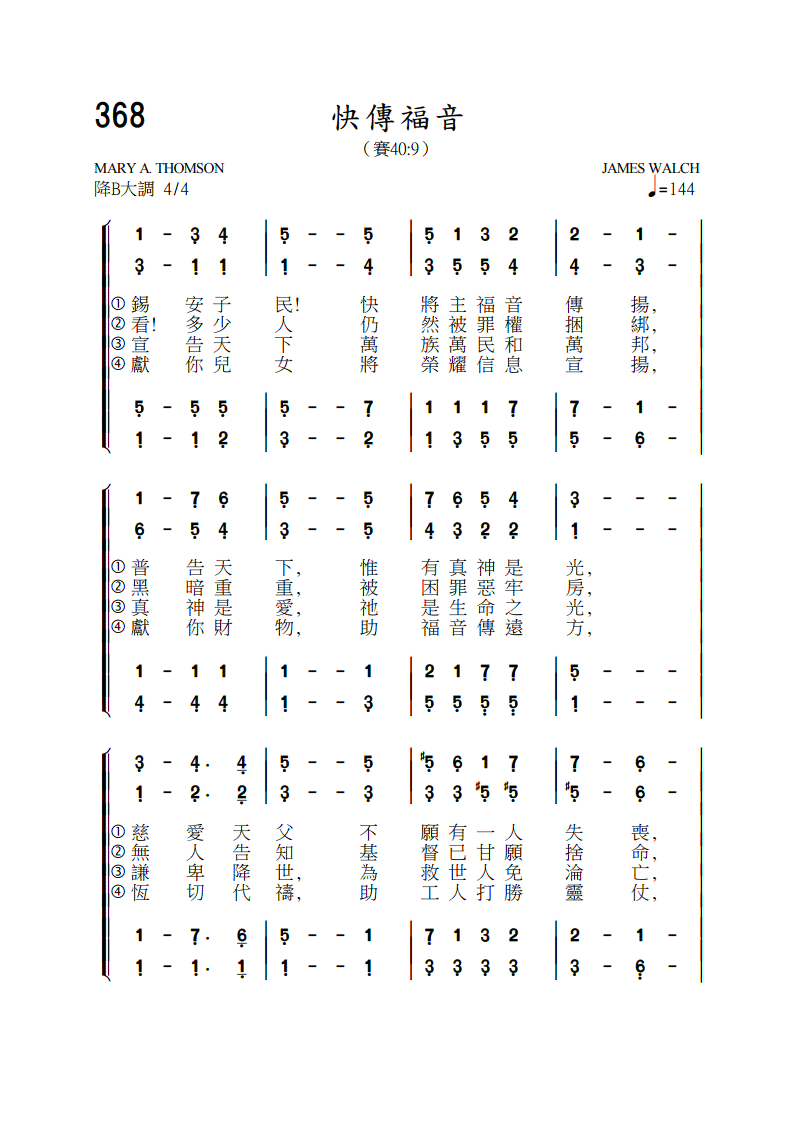 368
快傳福音
（賽40:9）
MARY A. THOMSON JAMES WALCH
降B大調 4/4 ♩=144
1 - 3̣ 4̣ | 5̣ - - 5̣ | 5̣ 1 3 2 | 2 - 1 -
3̣ - 1̣ 1̣ | 1̣ - - 4̣ | 3̣ 5̣ 5̣ 4̣ | 4̣ - 3̣ -
①錫 安子 民! 快 將主福音 傳 揚,
②看! 多少 人 仍 然被罪權 捆 綁,
③宣 告天 下 萬 族萬民和 萬 邦,
④獻 你兒 女 將 榮耀信息 宣 揚,
5̣ - 5̣ 5̣ | 5̣ - - 7̣ | 1 1 1 7̣ | 7̣ - 1 -
1̣ - 1̣ 2̣ | 3̣ - - 2̣ | 1̣ 3̣ 5̣ 5̣ | 5̣ - 6̣ -
1 - 7̣ 6̣ | 5̣ - - 5̣ | 7̣ 6̣ 5̣ 4̣ | 3̣ - - -
6̣ - 5̣ 4̣ | 3̣ - - 5̣ | 4̣ 3̣ 2̣ 2̣ | 1̣ - - -
①普 告天 下, 惟 有真神是 光,
②黑 暗重 重, 被 困罪惡牢 房,
③真 神是 愛, 祂 是生命之 光,
④獻 你財 物, 助 福音傳遠 方,
1 - 1 1 | 1 - - 1 | 2 1 7̣ 7̣ | 5̣ - - -
4̣ - 4̣ 4̣ | 1̣ - - 3̣ | 5̣ 5̣ 5̣ 5̣ | 1̣ - - -
3̣ - 4̣. 4̣ | 5̣ - - 5̣ | ♯5̣ 6̣ 1 7̣ | 7̣ - 6̣ -
1̣ - 2̣. 2̣ | 3̣ - - 3̣ | 3̣ 3̣ ♯5̣ ♯5̣ | ♯5̣ - 6̣ -
①慈 愛天父 不 願有一人 失 喪,
②無 人告知 基 督已甘願 捨 命,
③謙 卑降世, 為 救世人免 淪 亡,
④恆 切代禱, 助 工人打勝 靈 仗,
1 - 7̣. 6̣ | 5̣ - - 1 | 7̣ 1 3 2 | 2 - 1 -
1̣ - 1̣. 1̣ | 1̣ - - 1̣ | 3̣ 3̣ 3̣ 3̣ | 3̣ - 6̣ -